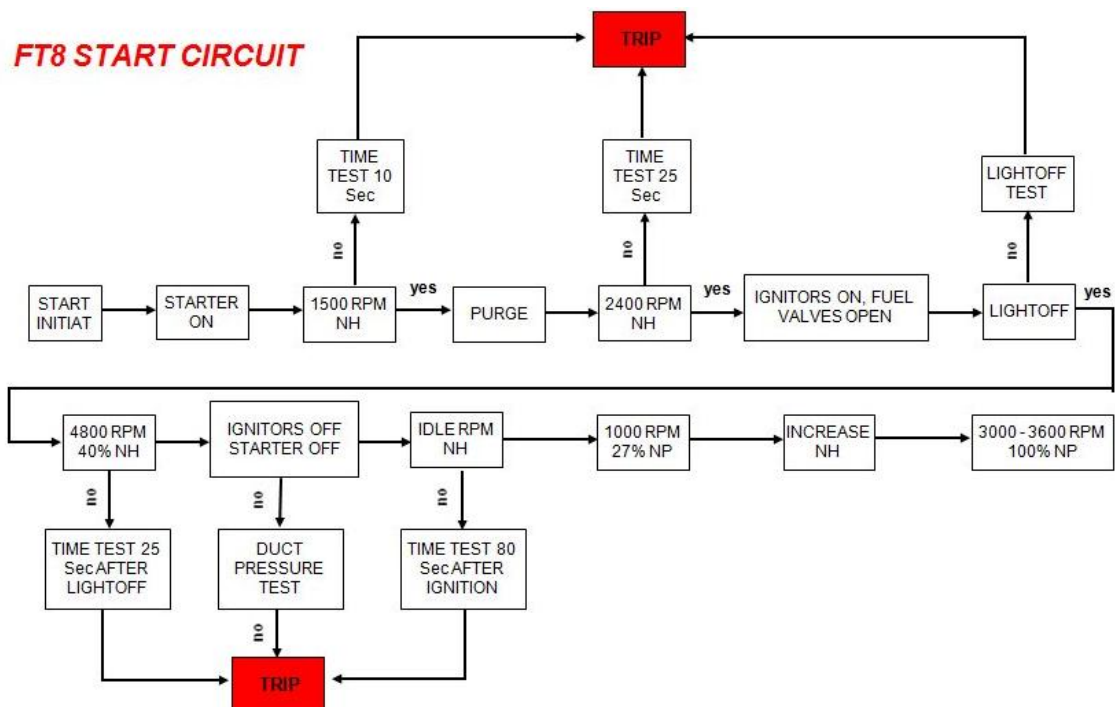 FT8 START CIRCUIT
TRIP
TIME
TEST 10
Sec
TIME
TEST 25
Sec
LIGHTOFF
TEST
no
no
no
START
INITIAT
STARTER
ON
1500 RPM
NH
yes
PURGE
2400 RPM
NH
yes
IGNITORS ON, FUEL
VALVES OPEN
LIGHTOFF
yes
4800 RPM
40% NH
IGNITORS OFF
STARTER OFF
IDLE RPM
NH
1000 RPM
27% NP
INCREASE
NH
3000 - 3600 RPM
100% NP
no
no
no
TIME TEST 25
Sec AFTER
LIGHTOFF
DUCT
PRESSURE
TEST
TIME TEST 80
Sec AFTER
IGNITION
no
TRIP